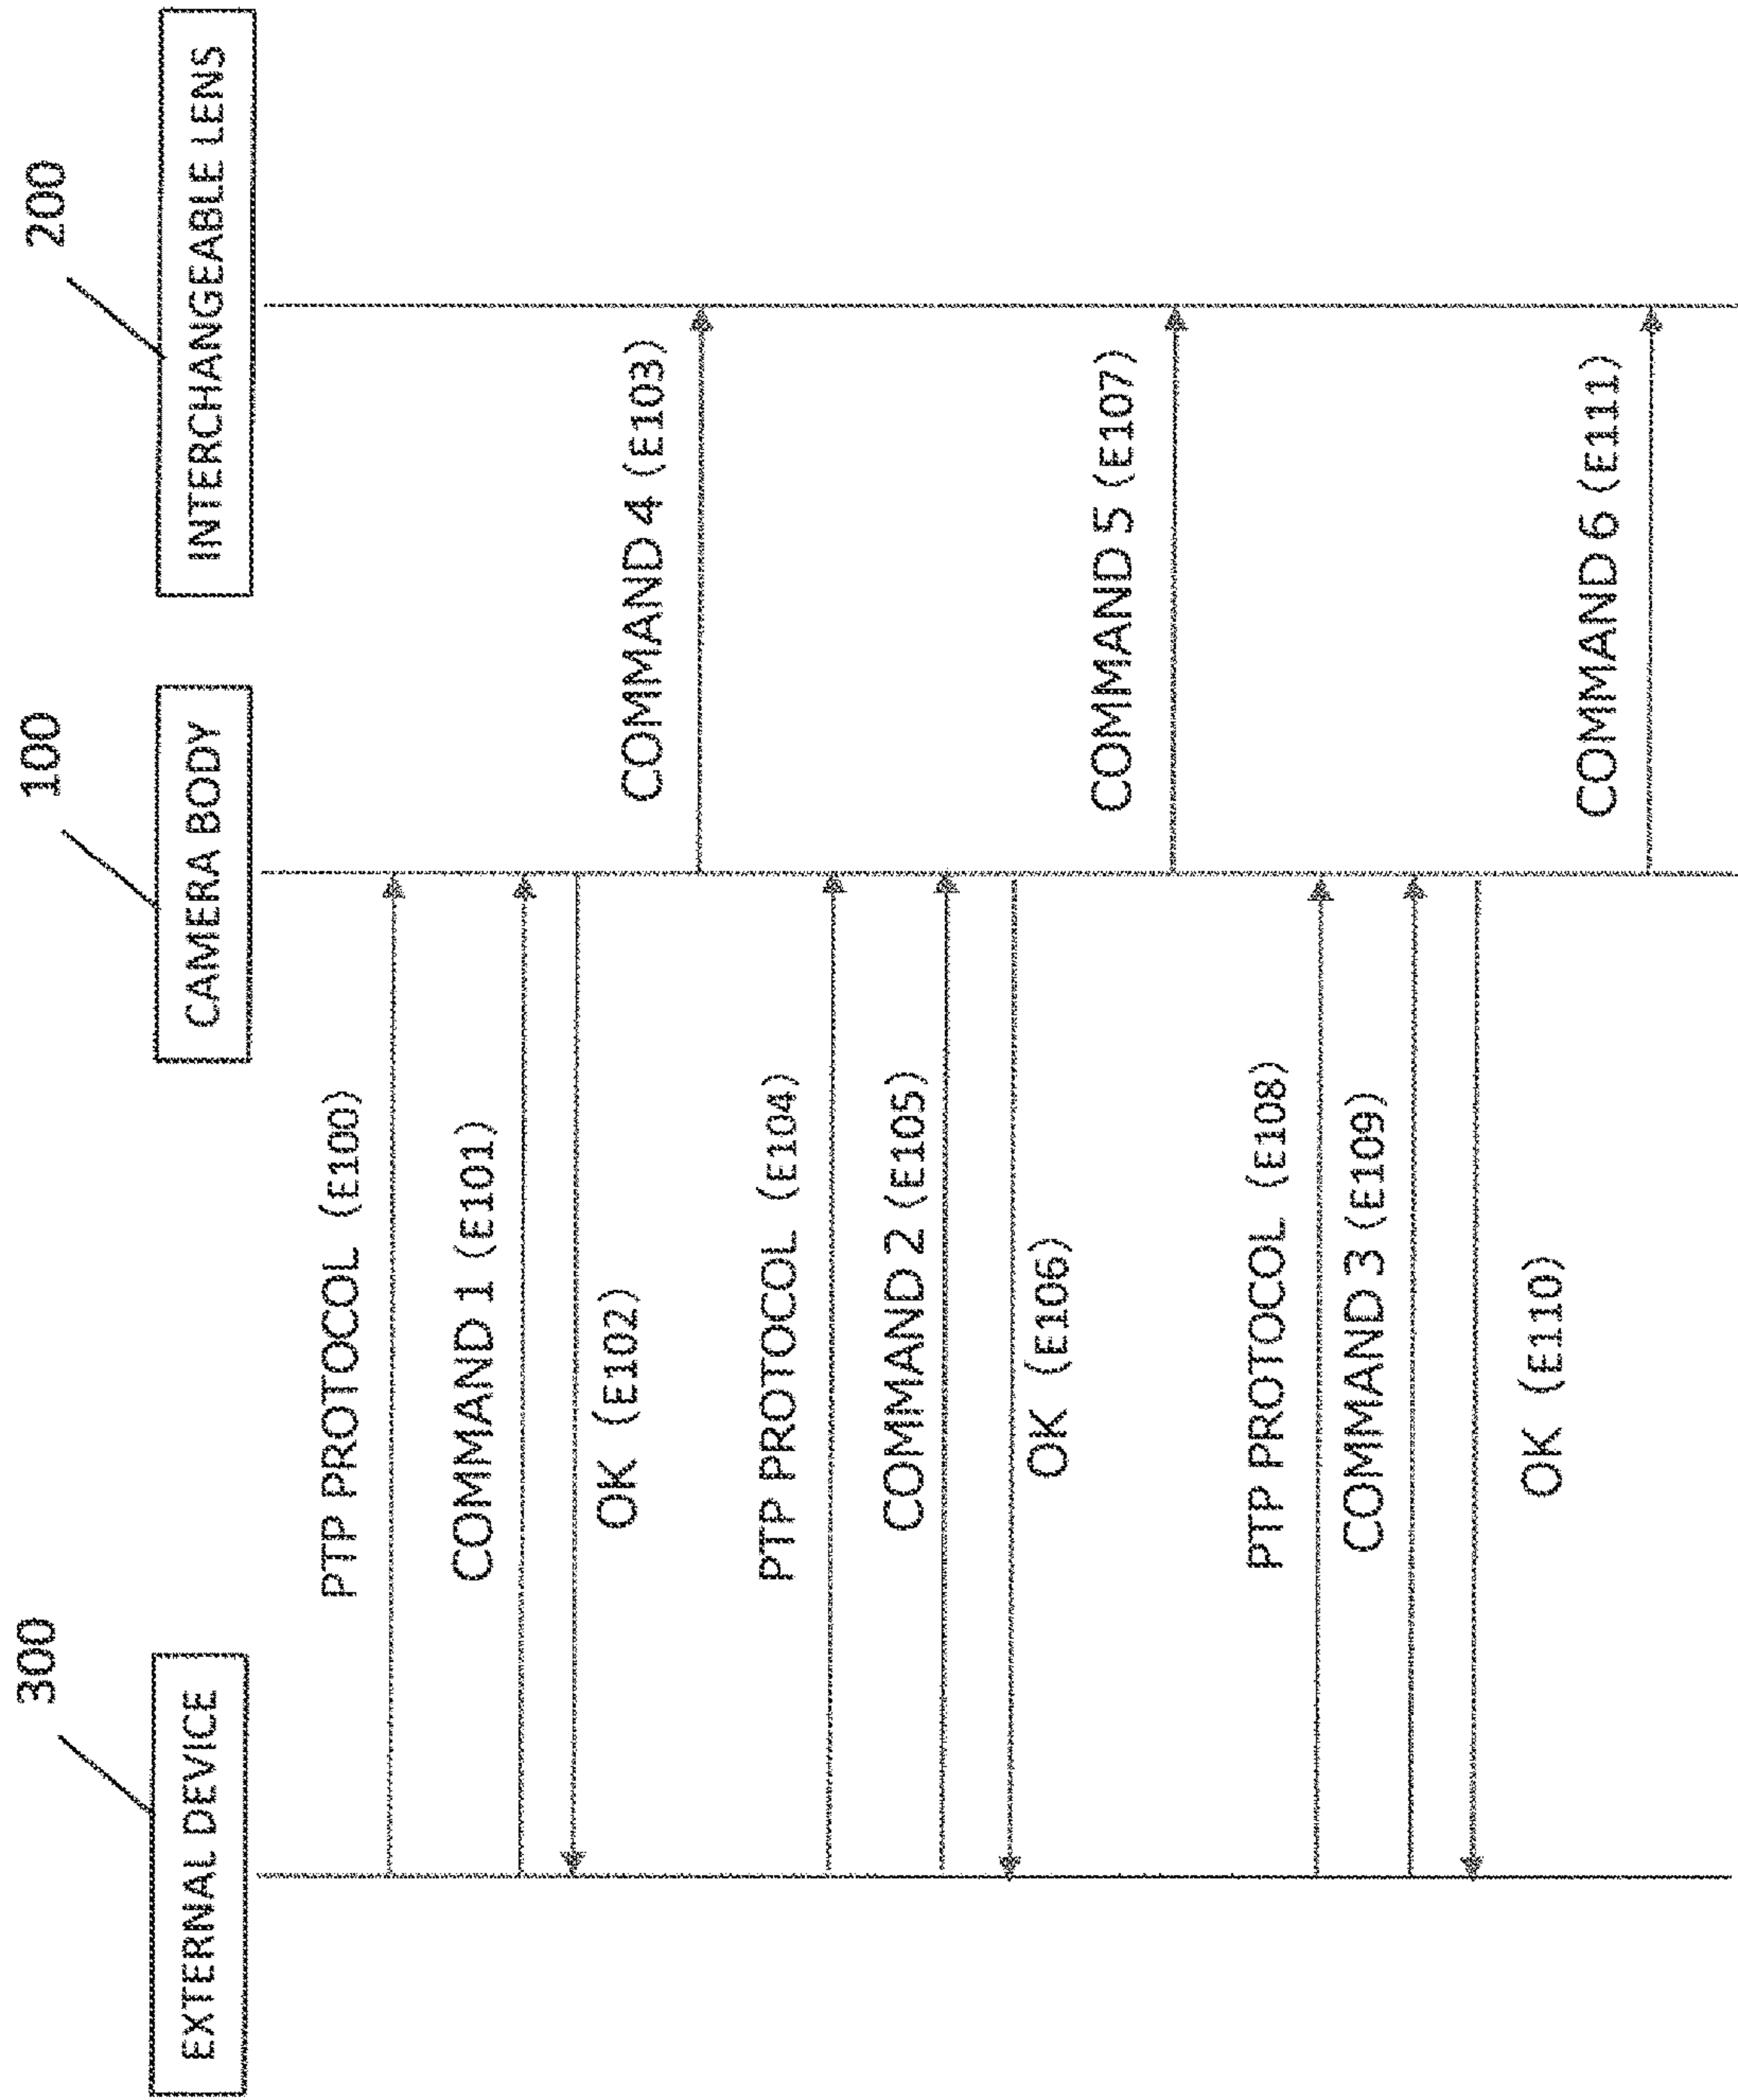 300
100
200
EXTERNAL DEVICE
CAMERA BODY
INTERCHANGEABLE LENS
PTP PROTOCOL (E100)
COMMAND 1 (E101)
OK (E102)
COMMAND 4 (E103)
PTP PROTOCOL (E104)
COMMAND 2 (E105)
OK (E106)
COMMAND 5 (E107)
PTP PROTOCOL (E108)
COMMAND 3 (E109)
OK (E110)
COMMAND 6 (E111)